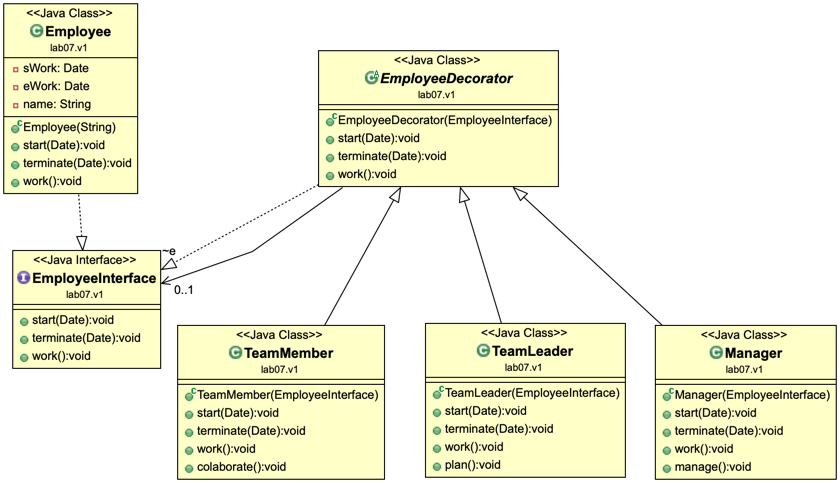 <<Java Class>>
Employee
lab07.v1
sWork: Date
eWork: Date
name: String
Employee(String)
start(Date):void
terminate(Date):void
work():void
<<Java Class>>
EmployeeDecorator
lab07.v1
EmployeeDecorator(EmployeeInterface)
start(Date):void
terminate(Date):void
work():void
~e
0..1
<<Java Interface>>
EmployeeInterface
lab07.v1
start(Date):void
terminate(Date):void
work():void
<<Java Class>>
TeamMember
lab07.v1
TeamMember(EmployeeInterface)
start(Date):void
terminate(Date):void
work():void
colaborate():void
<<Java Class>>
TeamLeader
lab07.v1
TeamLeader(EmployeeInterface)
start(Date):void
terminate(Date):void
work():void
plan():void
<<Java Class>>
Manager
lab07.v1
Manager(EmployeeInterface)
start(Date):void
terminate(Date):void
work():void
manage():void